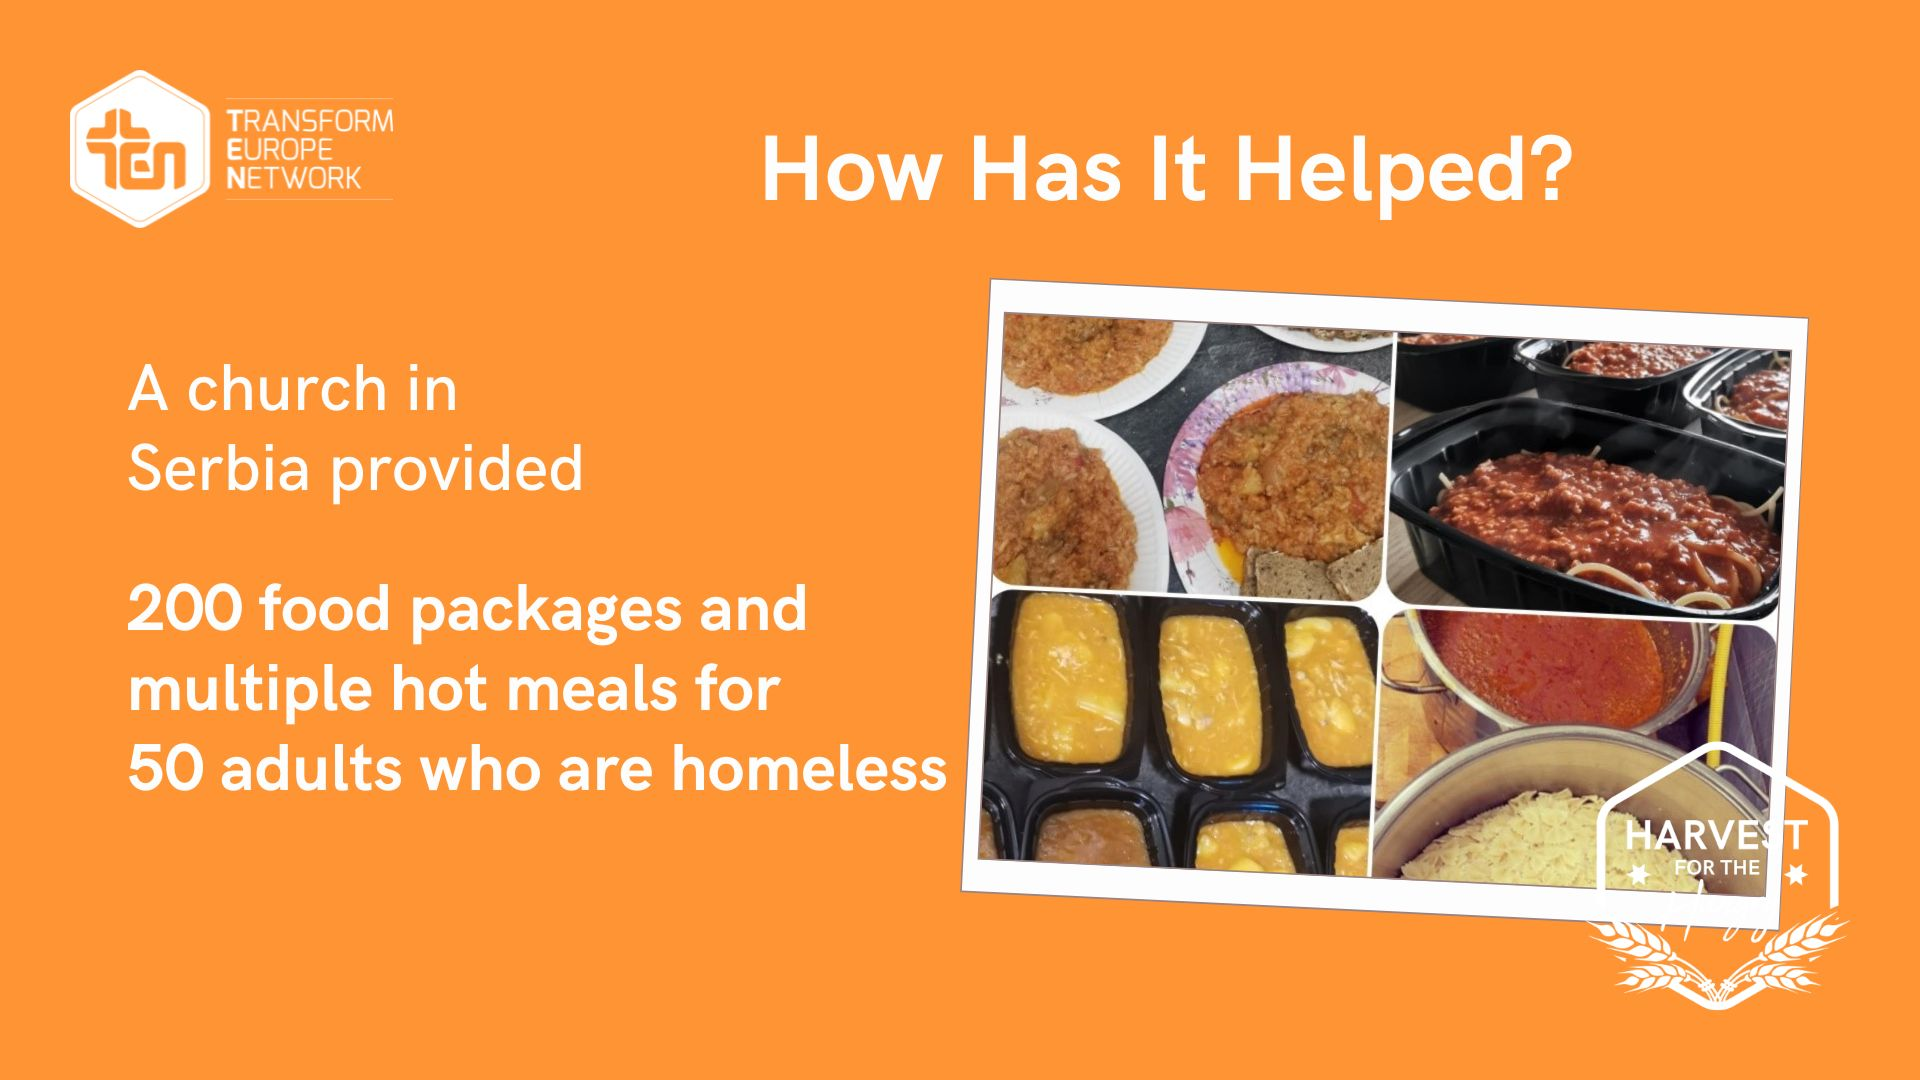 TRANSFORM
EUROPE
NETWORK
How Has It Helped?
A church in
Serbia provided
200 food packages and
multiple hot meals for
50 adults who are homeless
HARVEST
FOR THE